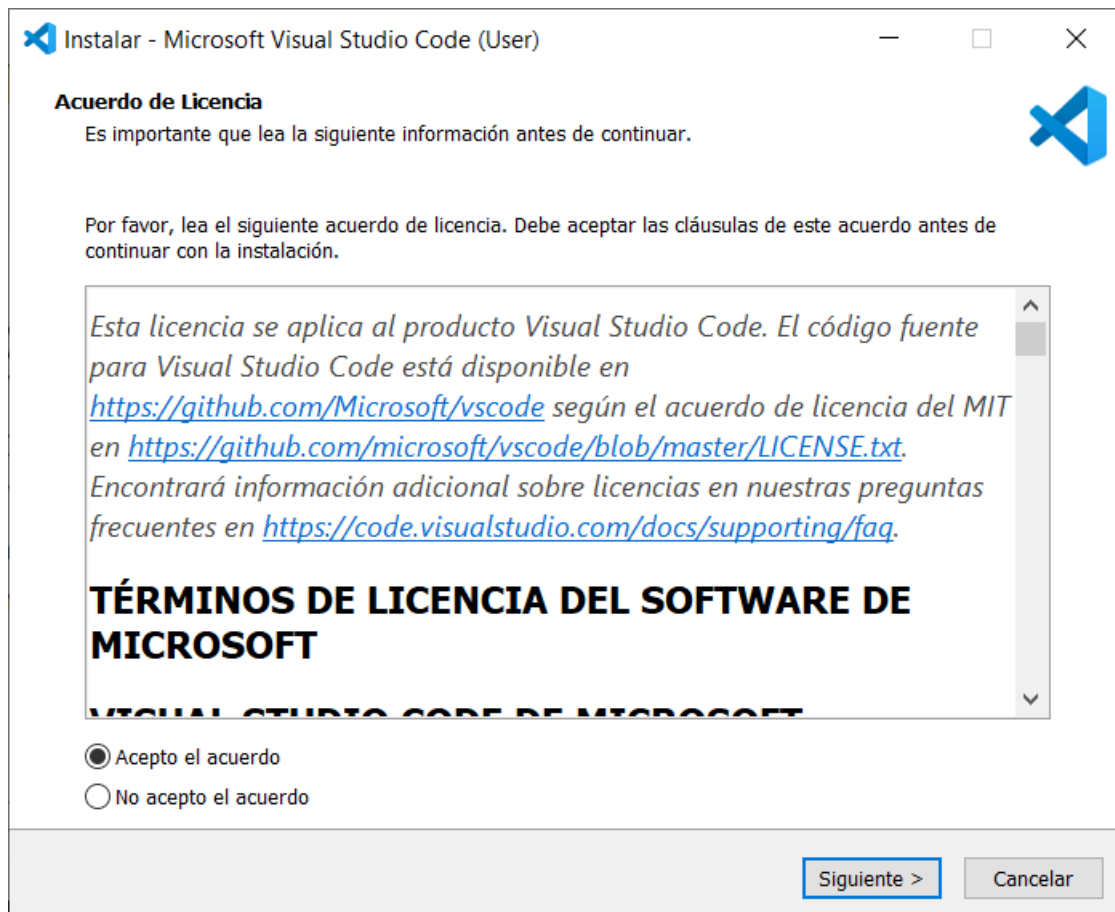 Instalar - Microsoft Visual Studio Code (User)
Acuerdo de Licencia
Es importante que lea la siguiente información antes de continuar.
Por favor, lea el siguiente acuerdo de licencia. Debe aceptar las cláusulas de este acuerdo antes de
continuar con la instalación.
Esta licencia se aplica al producto Visual Studio Code. El código fuente
para Visual Studio Code está disponible en
https://github.com/Microsoft/vscode según el acuerdo de licencia del MIT
en https://github.com/microsoft/vscode/blob/master/LICENSE.txt.
Encontrará información adicional sobre licencias en nuestras preguntas
frecuentes en https://code.visualstudio.com/docs/supporting/faq.
TÉRMINOS DE LICENCIA DEL SOFTWARE DE
MICROSOFT
VISUAL STUDIO CODE DE MICROSOFT
Acepto el acuerdo
No acepto el acuerdo
Siguiente >
Cancelar